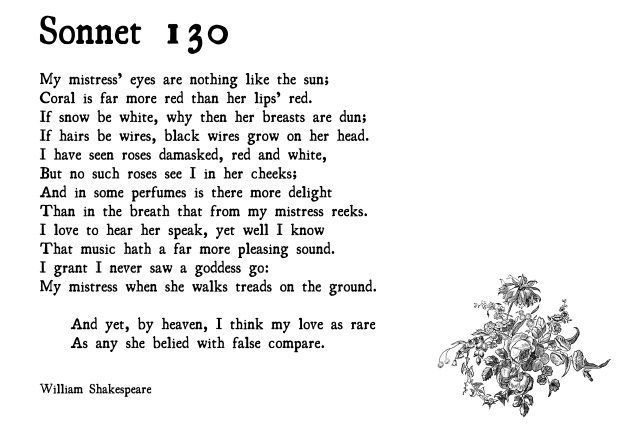 Sonnet 130
My mistress' eyes are nothing like the sun;
Coral is far more red than her lips' red.
If snow be white, why then her breasts are dun;
If hairs be wires, black wires grow on her head.
I have seen roses damasked, red and white,
But no such roses see I in her cheeks;
And in some perfumes is there more delight
Than in the breath that from my mistress reeks.
I love to hear her speak, yet well I know
That music hath a far more pleasing sound.
I grant I never saw a goddess go:
My mistress when she walks treads on the ground.
And yet, by heaven, I think my love as rare
As any she belied with false compare.
William Shakespeare